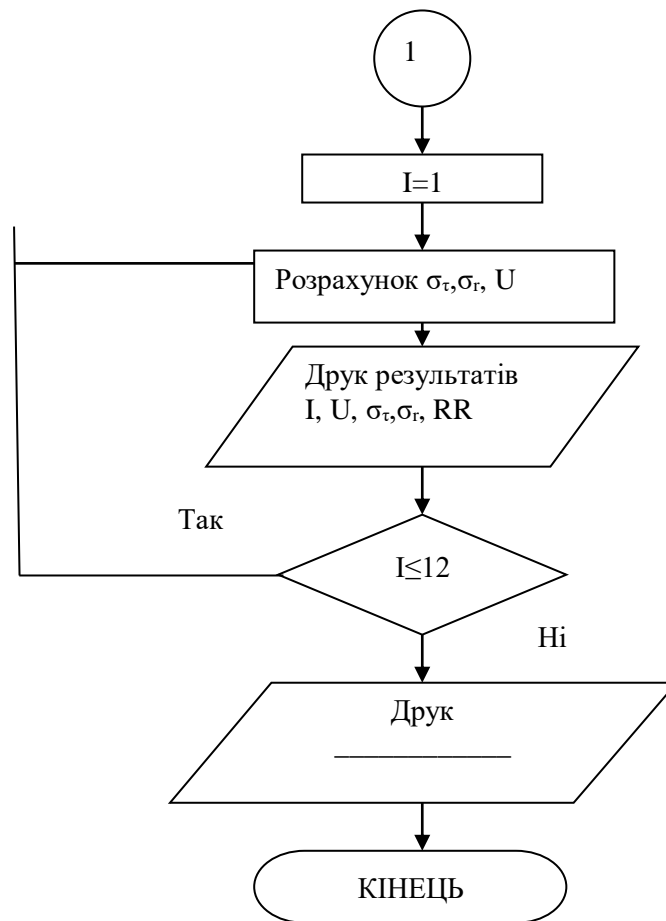 1
I=1
Розрахунок στ,σr, U
Друк результатів
I, U, στ,σr, RR
Так
I≤12
Ні
Друк
____________
КІНЕЦЬ